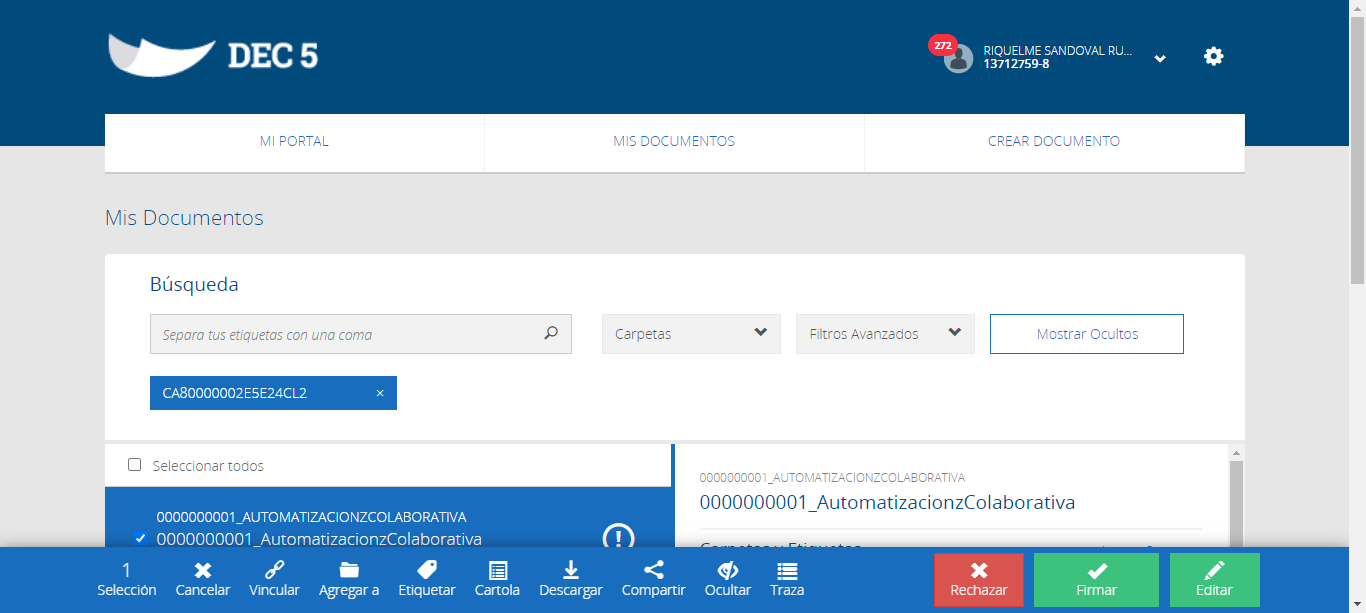 DEC 5
272
RIQUELME SANDOVAL RU...
13712759-8
MI PORTAL
MIS DOCUMENTOS
CREAR DOCUMENTO
Mis Documentos
Búsqueda
Separa tus etiquetas con una coma
Carpetas
Filtros Avanzados
Mostrar Ocultos
CA80000002E5E24CL2 ×
Seleccionar todos
0000000001_AUTOMATIZACIONZCOLABORATIVA
0000000001_AutomatizacionzColaborativa
0000000001_AUTOMATIZACIONZCOLABORATIVA
0000000001_AutomatizacionzColaborativa
Carpetas y Etiquetas
1
Selección
Cancelar
Vincular
Agregar a
Etiquetar
Cartola
Descargar
Compartir
Ocultar
Traza
Rechazar
Firmar
Editar